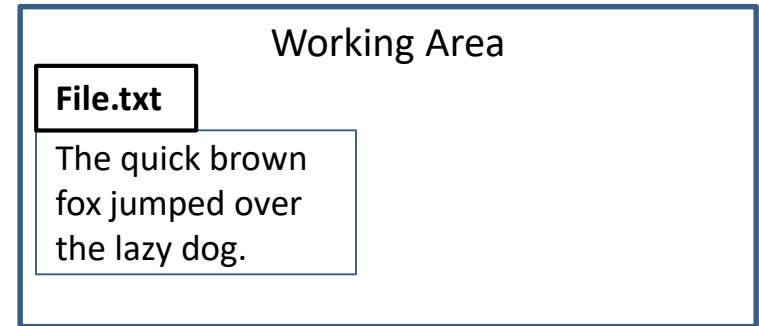 Working Area
File.txt
The quick brown
fox jumped over
the lazy dog.